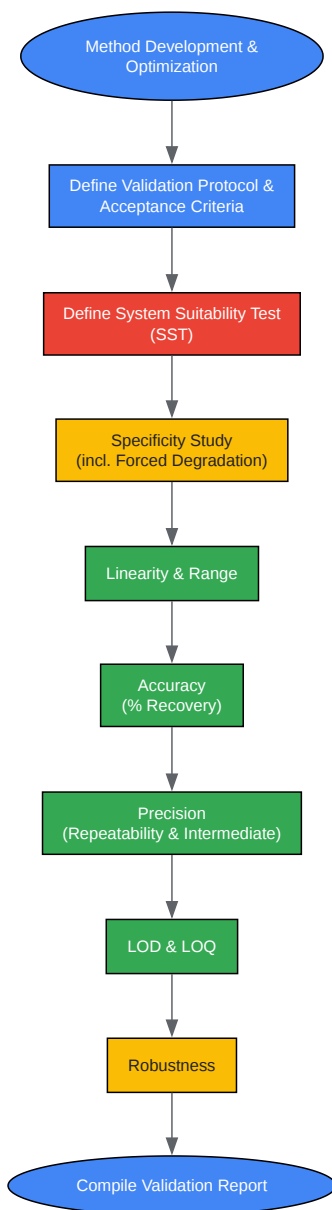 Method Development &
Optimization
Define Validation Protocol &
Acceptance Criteria
Define System Suitability Test
(SST)
Specificity Study
(incl. Forced Degradation)
Linearity & Range
Accuracy
(% Recovery)
Precision
(Repeatability & Intermediate)
LOD & LOQ
Robustness
Compile Validation Report